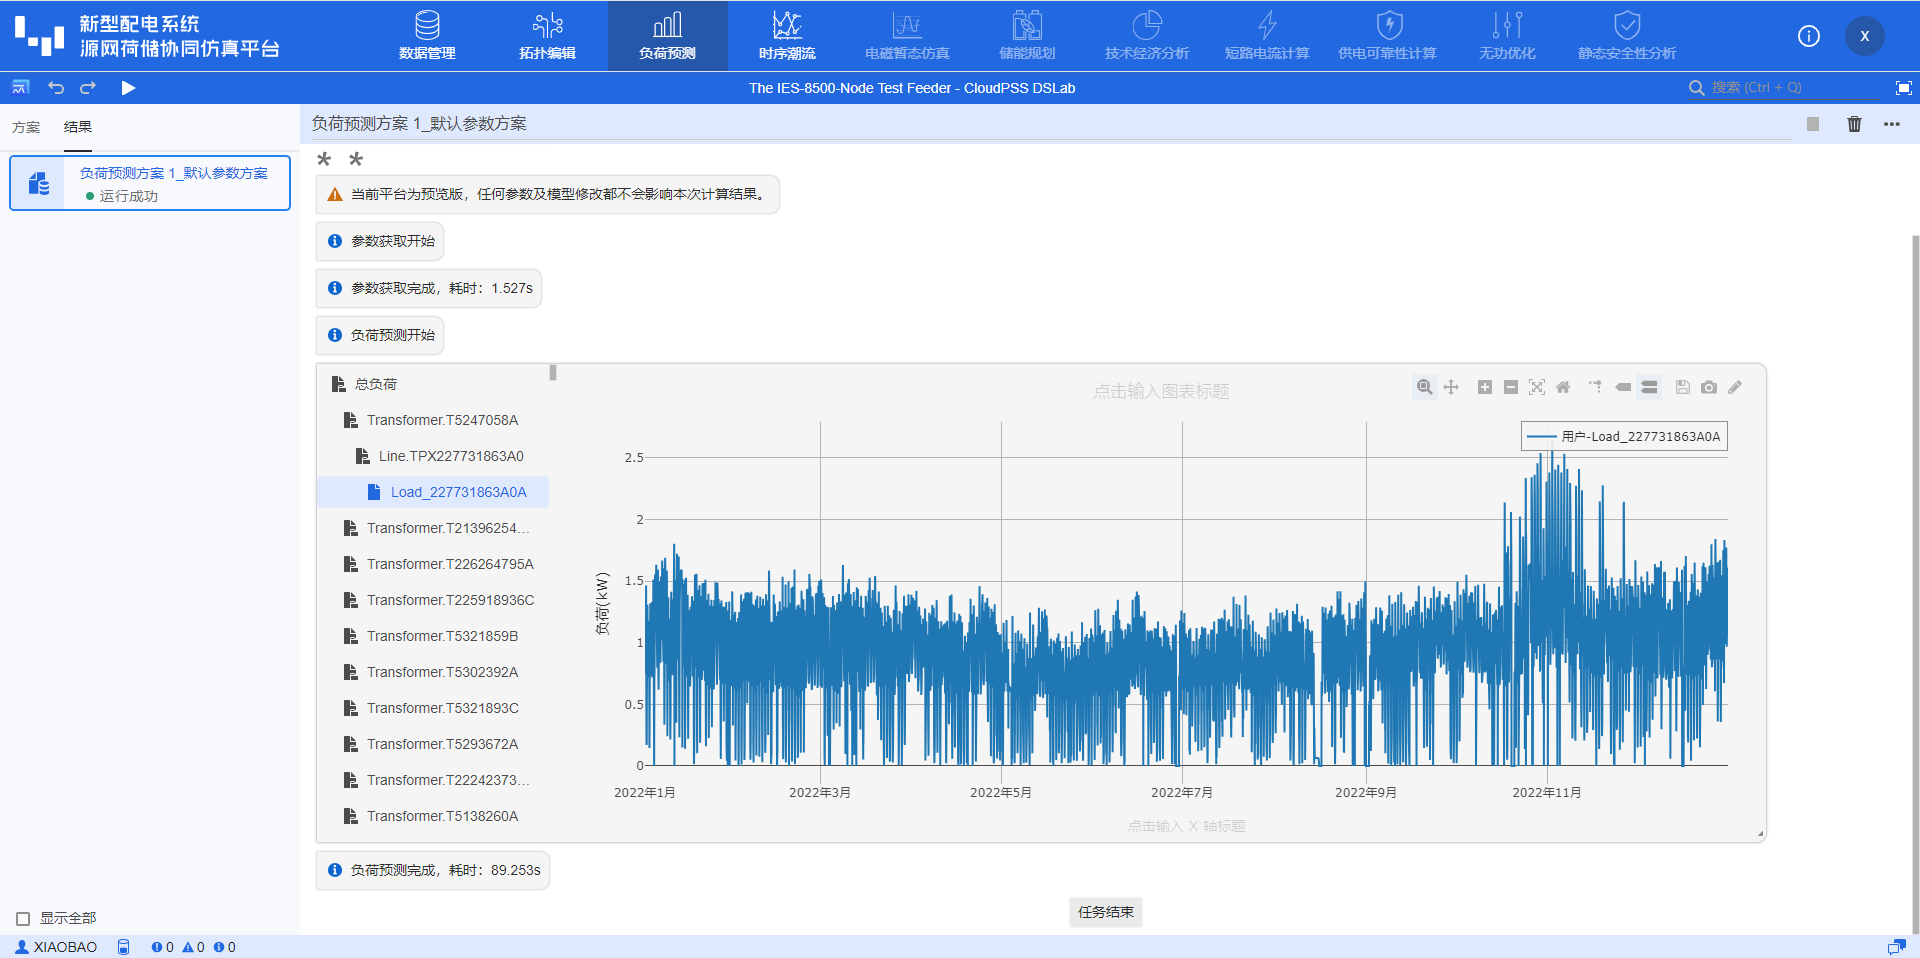 新型配电系统
源网荷储协同仿真平台
数据管理
拓扑编辑
负荷预测
时序潮流
电磁暂态仿真
储能规划
技术经济分析
短路电流计算
供电可靠性计算
无功优化
静态安全性分析
X
The IES-8500-Node Test Feeder - CloudPSS DSLab
搜索 (Ctrl + Q)
方案
结果
负荷预测方案 1_默认参数方案
负荷预测方案 1_默认参数方案
运行成功
* *
当前平台为预览版，任何参数及模型修改都不会影响本次计算结果。
参数获取开始
参数获取完成，耗时：1.527s
负荷预测开始
总负荷
Transformer.T5247058A
Line.TPX227731863A0
Load_227731863A0A
Transformer.T21396254...
Transformer.T226264795A
Transformer.T225918936C
Transformer.T5321859B
Transformer.T5302392A
Transformer.T5321893C
Transformer.T5293672A
Transformer.T22242373...
Transformer.T5138260A
点击输入图表标题
用户-Load_227731863A0A
负荷(kW)
2.5
2
1.5
1
0.5
0
2022年1月
2022年3月
2022年5月
2022年7月
2022年9月
2022年11月
点击输入 X 轴标题
负荷预测完成，耗时：89.253s
任务结束
显示全部
XIAOBAO
0
0
0